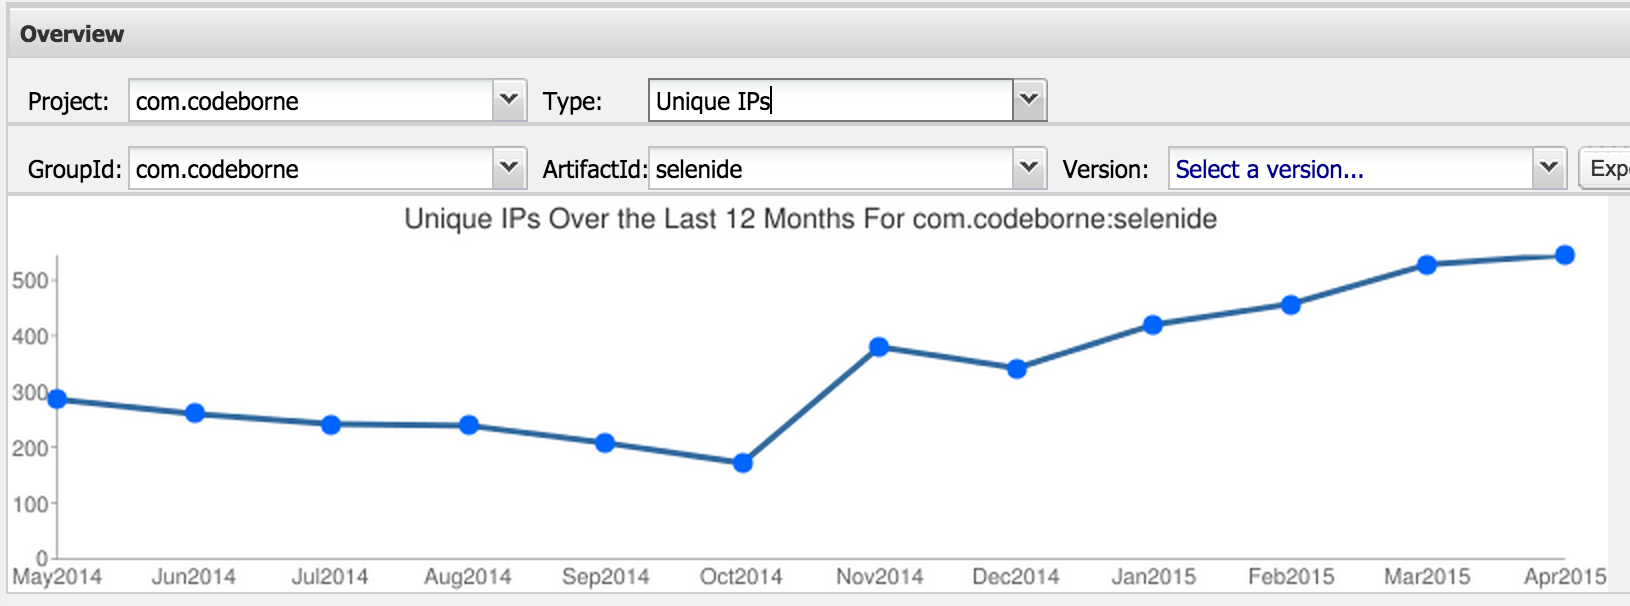 Overview
Project: com.codeborne Type: Unique IPs
GroupId: com.codeborne ArtifactId: selenide Version: Select a version...
Unique IPs Over the Last 12 Months For com.codeborne:selenide
500
400
300
200
100
0
May2014 Jun2014 Jul2014 Aug2014 Sep2014 Oct2014 Nov2014 Dec2014 Jan2015 Feb2015 Mar2015 Apr2015